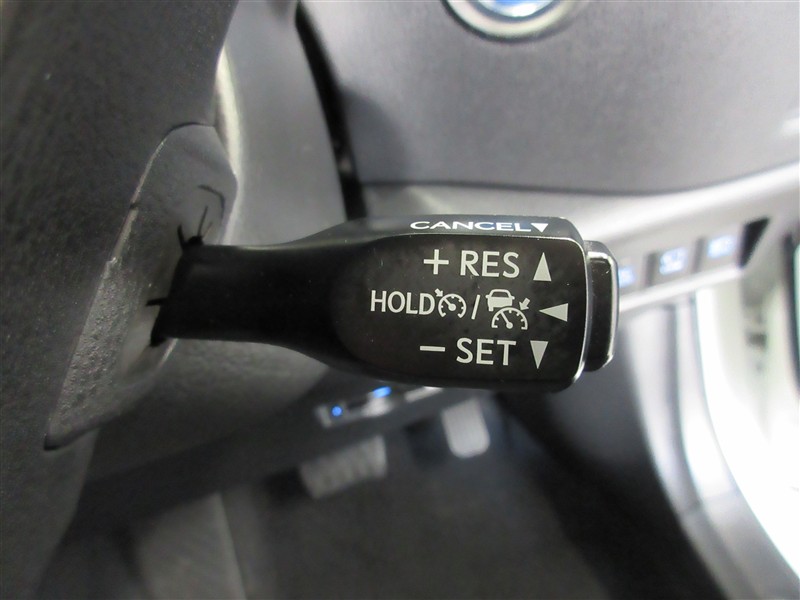 CANCEL▼
+ RES ▲
HOLD / ◄
− SET ▼